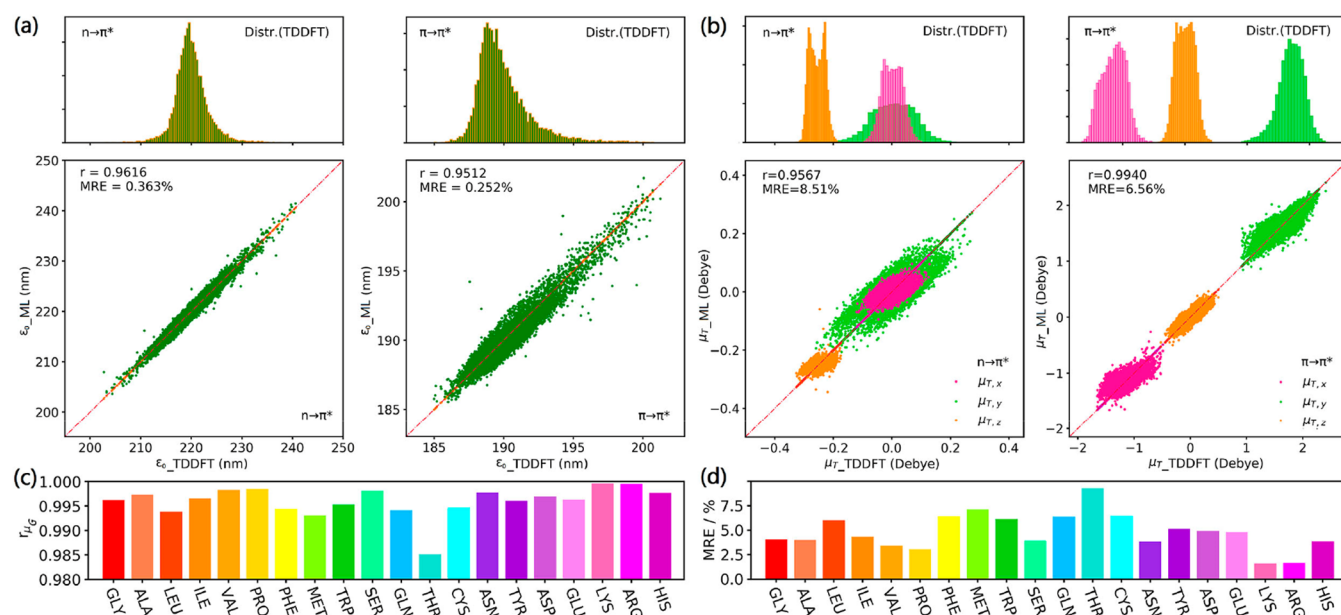 (a)
n→π*
Distr.(TDDFT)
π→π*
Distr.(TDDFT)
250
240
230
220
210
200
r = 0.9616
MRE = 0.363%
n→π*
ε₀_ML (nm)
200 210 220 230 240 250
ε₀_TDDFT (nm)
200
195
190
185
r = 0.9512
MRE = 0.252%
π→π*
ε₀_ML (nm)
185 190 195 200
ε₀_TDDFT (nm)
(b)
n→π*
Distr.(TDDFT)
π→π*
Distr.(TDDFT)
0.4
0.2
0.0
−0.2
−0.4
r=0.9567
MRE=8.51%
n→π*
μT,x
μT,y
μT,z
μT_ML (Debye)
−0.4 −0.2 0.0 0.2 0.4
μT_TDDFT (Debye)
2
1
0
−1
−2
r=0.9940
MRE=6.56%
π→π*
μT,x
μT,y
μT,z
μT_ML (Debye)
−2 −1 0 1 2
μT_TDDFT (Debye)
(c)
1.000
0.995
0.990
0.985
0.980
rμG
GLY ALA LEU ILE VAL PRO PHE MET TRP SER GLN THR CYS ASN TYR ASP GLU LYS ARG HIS
(d)
7.5
5.0
2.5
0.0
MRE / %
GLY ALA LEU ILE VAL PRO PHE MET TRP SER GLN THR CYS ASN TYR ASP GLU LYS ARG HIS